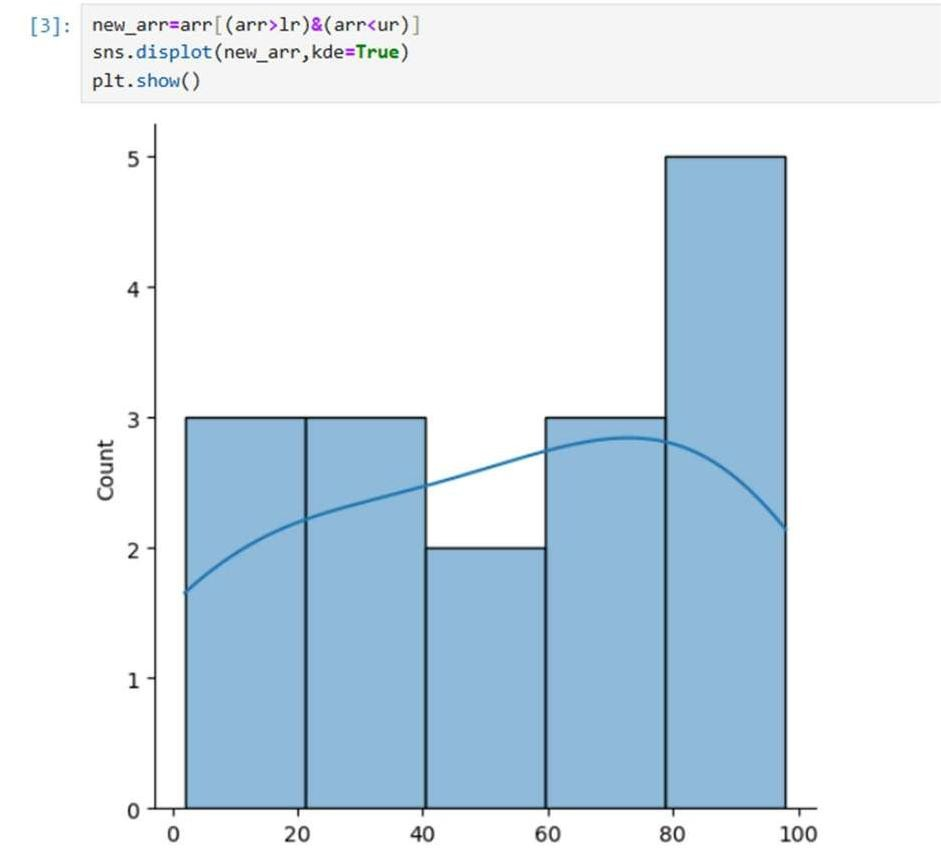 [3]: new_arr=arr[(arr>lr)&(arr<ur)]
sns.displot(new_arr,kde=True)
plt.show()
5
4
3
Count
2
1
0
0 20 40 60 80 100